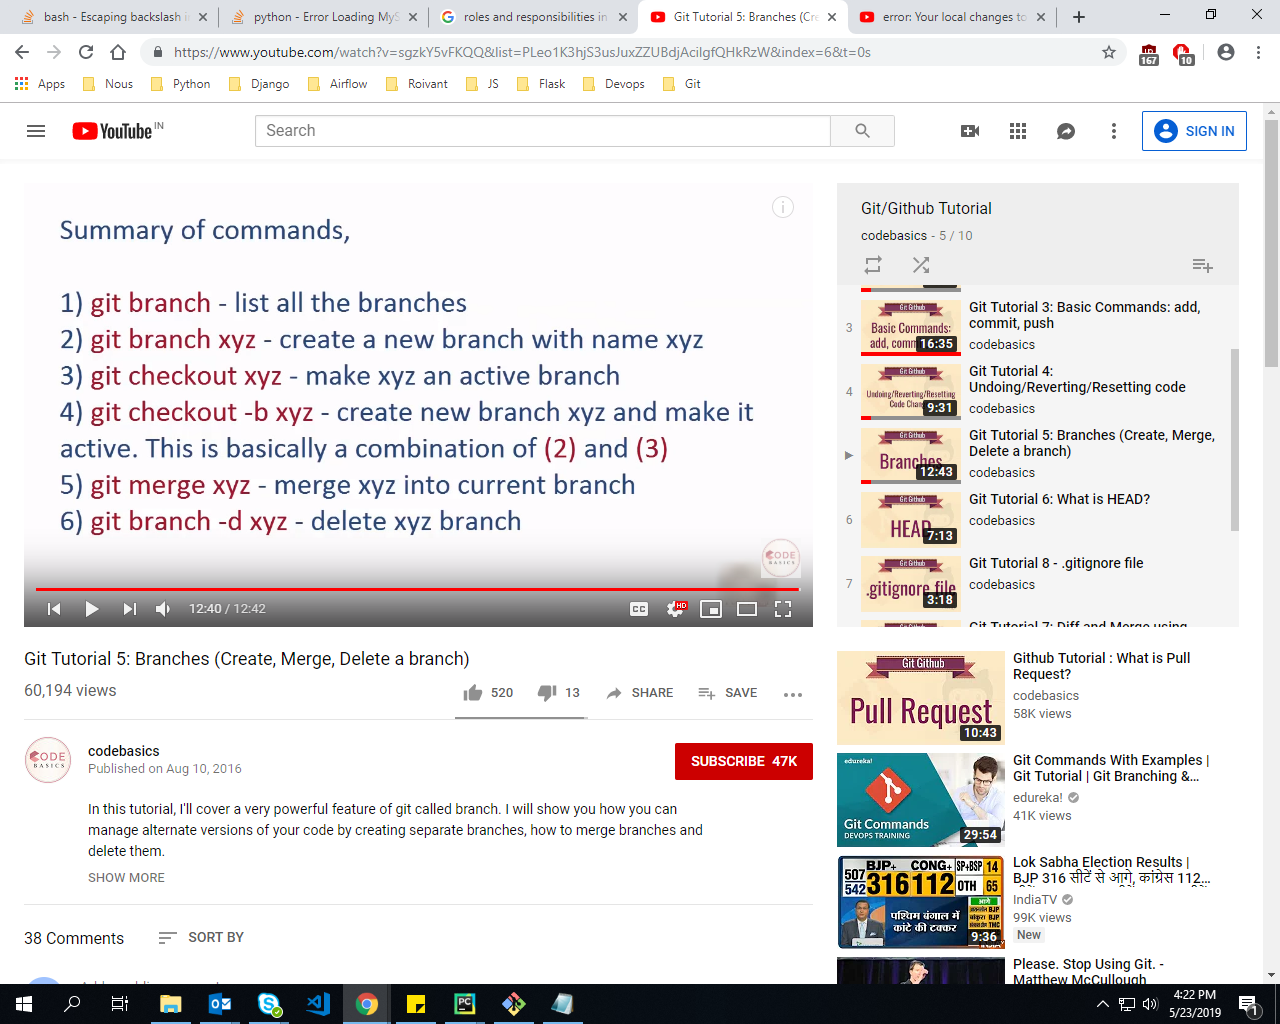 bash - Escaping backslash i
python - Error Loading MyS
roles and responsibilities in
Git Tutorial 5: Branches (Cre
error: Your local changes to
https://www.youtube.com/watch?v=sgzkY5vFKQQ&list=PLeo1K3hjS3usJuxZZUBdjAcilgfQHkRzW&index=6&t=0s
167
10
Apps
Nous
Python
Django
Airflow
Roivant
JS
Flask
Devops
Git
YouTube IN
Search
SIGN IN
Summary of commands,
1) git branch - list all the branches
2) git branch xyz - create a new branch with name xyz
3) git checkout xyz - make xyz an active branch
4) git checkout -b xyz - create new branch xyz and make it
active. This is basically a combination of (2) and (3)
5) git merge xyz - merge xyz into current branch
6) git branch -d xyz - delete xyz branch
CODE
BASICS
12:40 / 12:42
CC
HD
Git Tutorial 5: Branches (Create, Merge, Delete a branch)
60,194 views
520
13
SHARE
SAVE
CODE
BASICS
codebasics
Published on Aug 10, 2016
SUBSCRIBE 47K
In this tutorial, I'll cover a very powerful feature of git called branch. I will show you how you can
manage alternate versions of your code by creating separate branches, how to merge branches and
delete them.
SHOW MORE
38 Comments
SORT BY
Git/Github Tutorial
codebasics - 5 / 10
3
Git Github
Basic Commands:
add, comm
16:35
Git Tutorial 3: Basic Commands: add,
commit, push
codebasics
4
Git Github
Undoing/Reverting/Resetting
Code Chan
9:31
Git Tutorial 4:
Undoing/Reverting/Resetting code
codebasics
Git Github
Branches
12:43
Git Tutorial 5: Branches (Create, Merge,
Delete a branch)
codebasics
6
Git Github
HEAD
7:13
Git Tutorial 6: What is HEAD?
codebasics
7
Git Github
.gitignore file
3:18
Git Tutorial 8 - .gitignore file
codebasics
Git Tutorial 7: Diff and Merge using
Git Github
Pull Request
10:43
Github Tutorial : What is Pull
Request?
codebasics
58K views
edureka!
Git Commands
DEVOPS TRAINING
29:54
Git Commands With Examples |
Git Tutorial | Git Branching &...
edureka!
41K views
507
542
BJP+
316
CONG+
112
SP+BSP
14
OTH
65
आगे
पश्चिम बंगाल में
कांटे की टक्कर
9:36
Lok Sabha Election Results |
BJP 316 सीटें से आगे, कांग्रेस 112...
IndiaTV
99K views
New
Please. Stop Using Git. -
Matthew McCullough
4:22 PM
5/23/2019
1